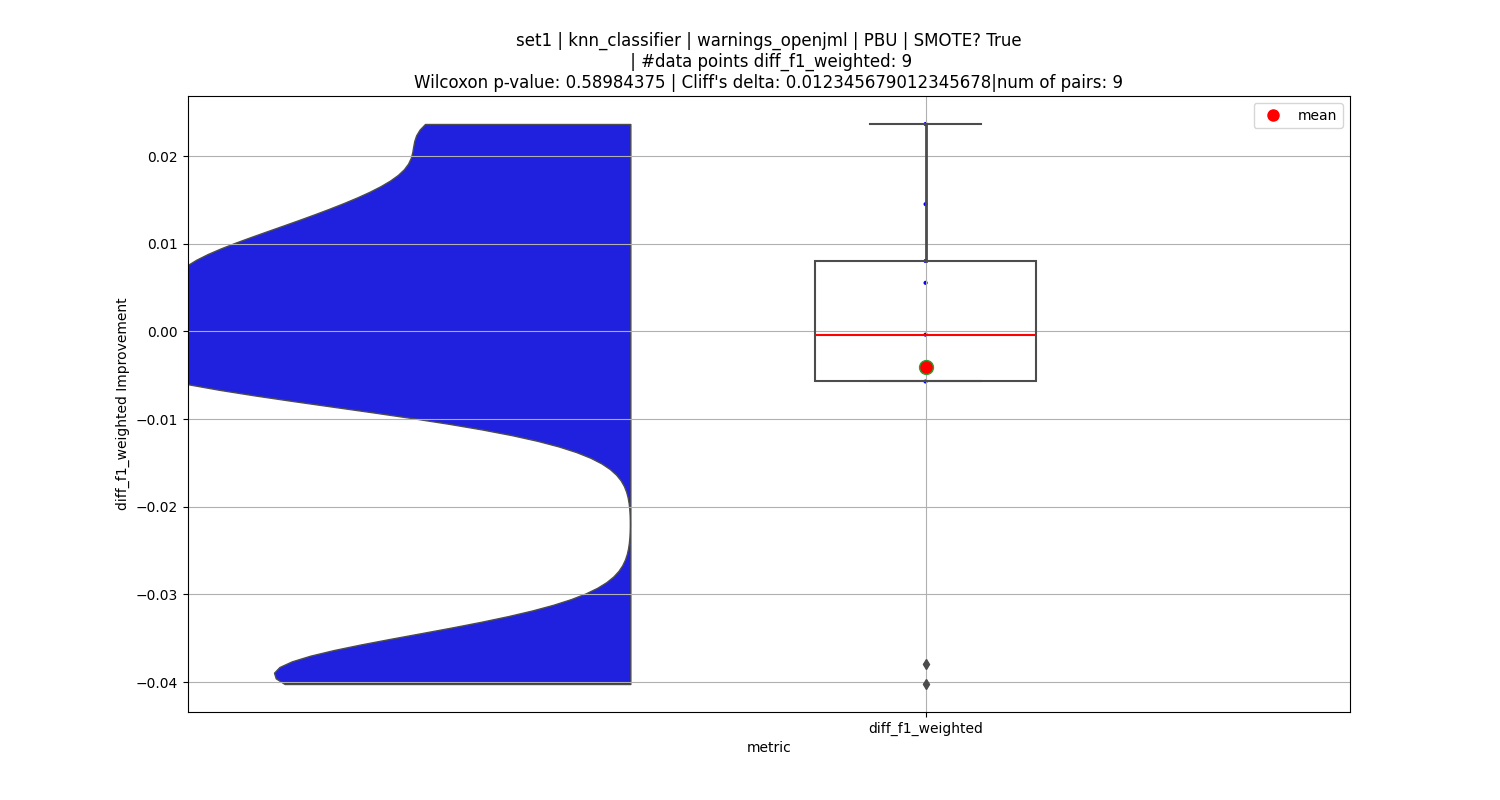 set1 | knn_classifier | warnings_openjml | PBU | SMOTE? True
| #data points diff_f1_weighted: 9
Wilcoxon p-value: 0.58984375 | Cliff's delta: 0.012345679012345678|num of pairs: 9
mean
0.02
0.01
0.00
−0.01
−0.02
−0.03
−0.04
diff_f1_weighted Improvement
diff_f1_weighted
metric